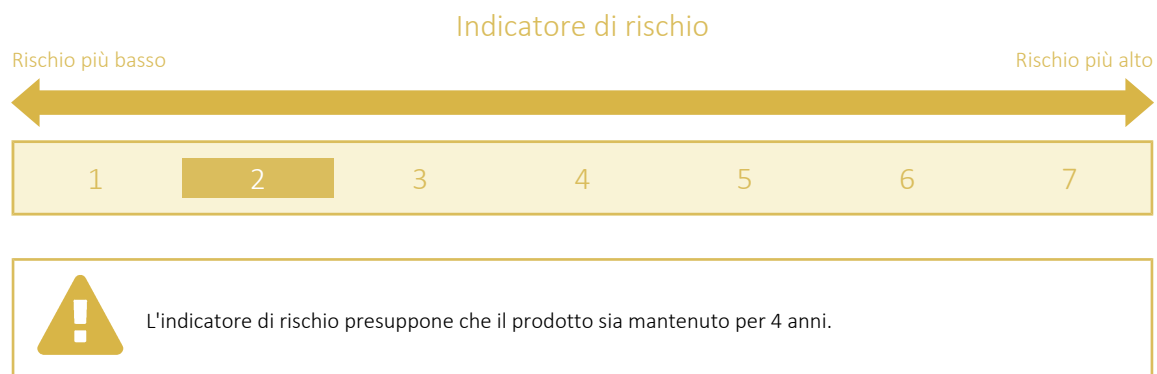 Indicatore di rischio
Rischio più basso Rischio più alto
1 2 3 4 5 6 7
L'indicatore di rischio presuppone che il prodotto sia mantenuto per 4 anni.